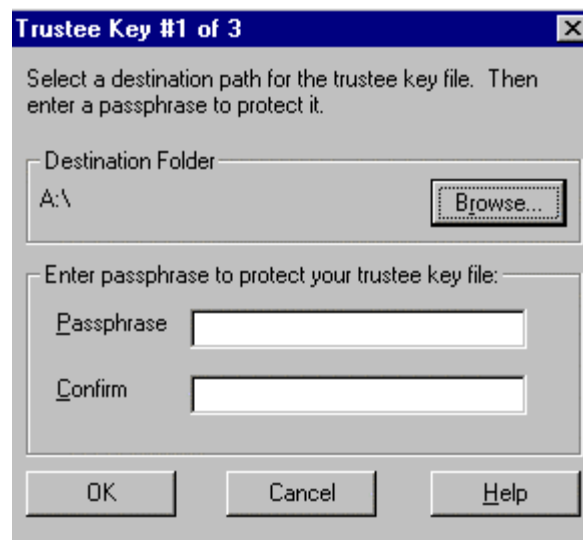 Trustee Key #1 of 3
Select a destination path for the trustee key file.  Then
enter a passphrase to protect it.
Destination Folder
A:\
Browse...
Enter passphrase to protect your trustee key file:
Passphrase
Confirm
OK Cancel Help